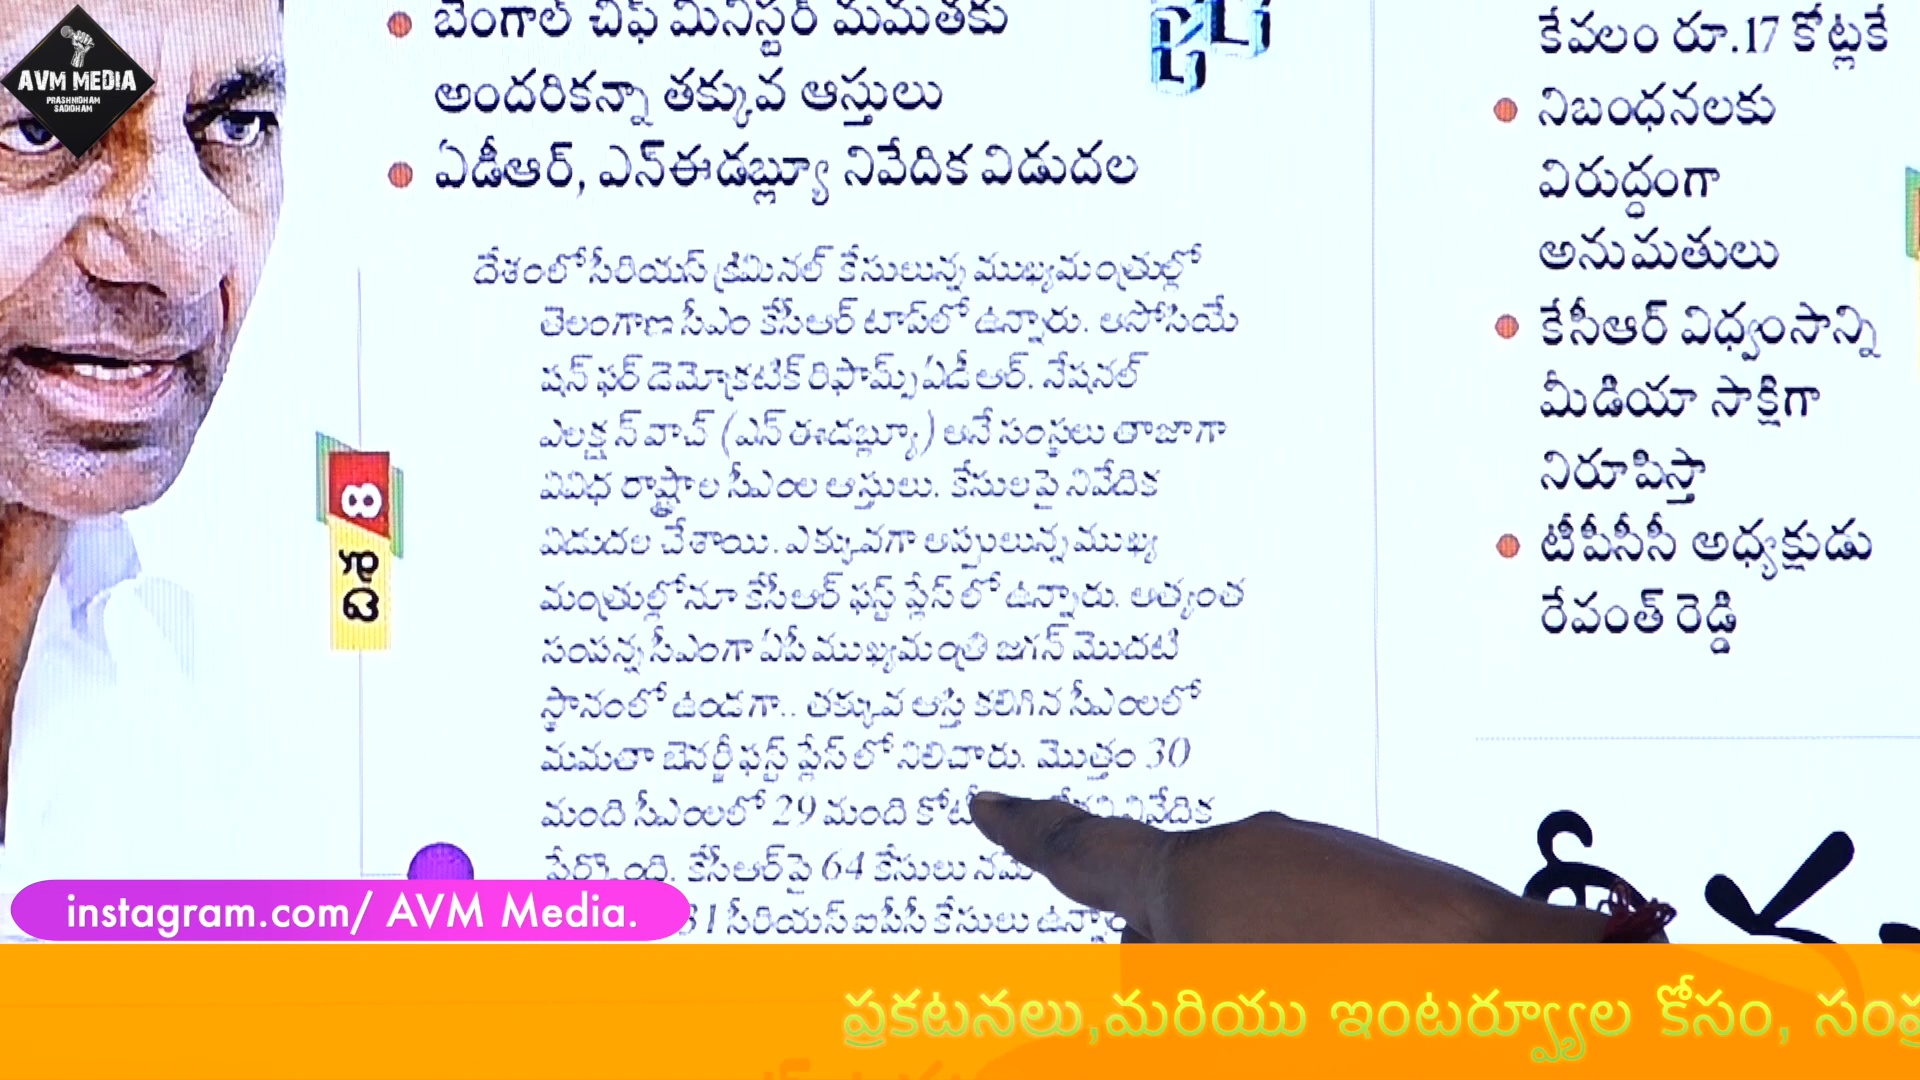 AVM MEDIA
PRASHNIDHAM
SADIDHAM
బెంగాల్ చీఫ్ మినిస్టర్ మమతకు
అందరికన్నా తక్కువ ఆస్తులు
ఏడీఆర్, ఎన్ఈడబ్ల్యూ నివేదిక విడుదల
దేశంలో సీరియస్ క్రిమినల్ కేసులున్న ముఖ్యమంత్రుల్లో
తెలంగాణ సీఎం కేసీఆర్ టాప్‌లో ఉన్నారు. అసోసియే
షన్ ఫర్ డెమోక్రటిక్ రిఫామ్స్ ఏడీఆర్. నేషనల్
ఎలక్షన్ వాచ్ (ఎన్ఈడబ్ల్యూ) అనే సంస్థలు తాజాగా
వివిధ రాష్ట్రాల సీఎంల ఆస్తులు. కేసులపై నివేదిక
విడుదల చేశాయి. ఎక్కువగా అప్పులున్న ముఖ్య
మంత్రుల్లోనూ కేసీఆర్ ఫస్ట్ ప్లేస్ లో ఉన్నారు. అత్యంత
సంపన్న సీఎంగా ఏపీ ముఖ్యమంత్రి జగన్ మొదటి
స్థానంలో ఉండగా.. తక్కువ ఆస్తి కలిగిన సీఎంలలో
మమతా బెనర్జీ ఫస్ట్ ప్లేస్ లో నిలిచారు. మొత్తం 30
మంది సీఎంలలో 29 మంది నివేదిక
పేర్కొంది. కేసీఆర్‌పై 64 కేసులు
సీరియస్ ఐపీసీ కేసులు
8
దిశ
కేవలం రూ.17 కోట్లకే
నిబంధనలకు
విరుద్ధంగా
అనుమతులు
కేసీఆర్ విధ్వంసాన్ని
మీడియా సాక్షిగా
నిరూపిస్తా
టీపీసీసీ అధ్యక్షుడు
రేవంత్ రెడ్డి
instagram.com/ AVM Media.
ప్రకటనలు,మరియు ఇంటర్వ్యూల కోసం,